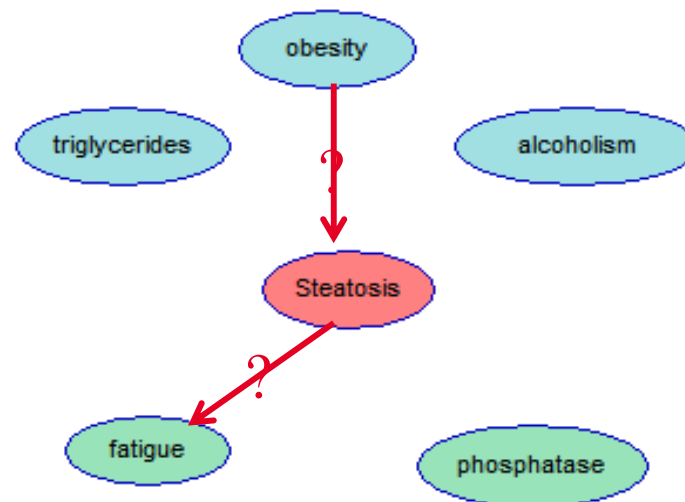 obesity
triglycerides
alcoholism
?
Steatosis
?
fatigue
phosphatase